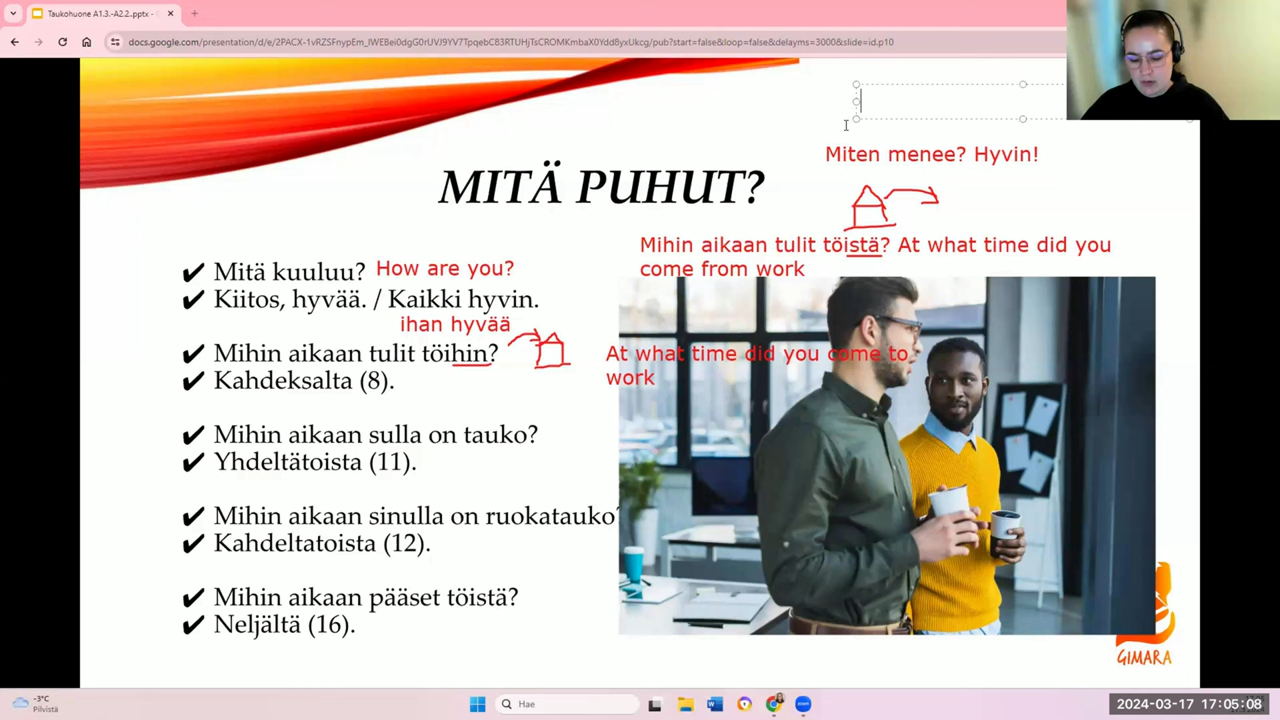 Taukohuone A1.3.-A2.2..pptx - G
docs.google.com/presentation/d/e/2PACX-1vRZSFnypEm_lWEBei0dgG0rUVJ9YV7TpqebC83RTUHjTsCROMKmbaX0Ydd8yxUkcg/pub?start=false&loop=false&delayms=3000&slide=id.p10
Miten menee? Hyvin!
MITÄ PUHUT?
Mihin aikaan tulit töistä? At what time did you
come from work
✔ Mitä kuuluu? How are you?
✔ Kiitos, hyvää. / Kaikki hyvin.
ihan hyvää
✔ Mihin aikaan tulit töihin?
At what time did you come to
work
✔ Kahdeksalta (8).
✔ Mihin aikaan sulla on tauko?
✔ Yhdeltätoista (11).
✔ Mihin aikaan sinulla on ruokatauko?
✔ Kahdeltatoista (12).
✔ Mihin aikaan pääset töistä?
✔ Neljältä (16).
GIMARA
-3°C
Pilvistä
Hae
2024-03-17 17:05:08